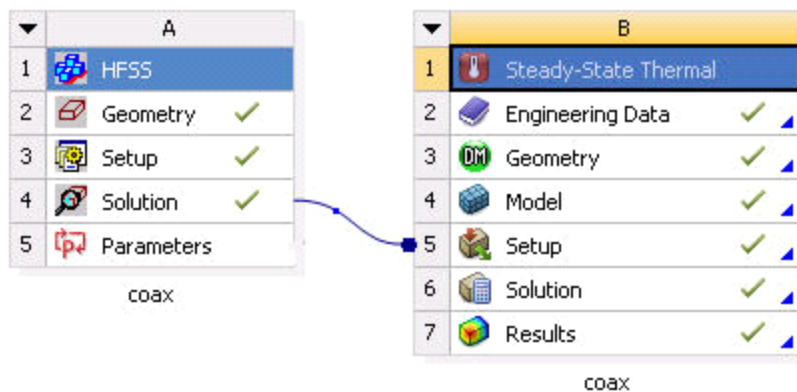 A
1 HFSS
2 Geometry
3 Setup
4 Solution
5 Parameters
coax
B
1 Steady-State Thermal
2 Engineering Data
3 DM Geometry
4 Model
5 Setup
6 Solution
7 Results
coax